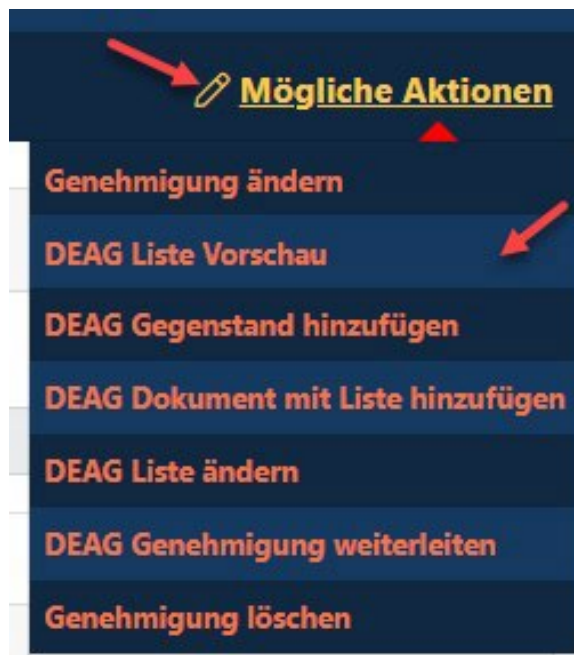 Mögliche Aktionen
Genehmigung ändern
DEAG Liste Vorschau
DEAG Gegenstand hinzufügen
DEAG Dokument mit Liste hinzufügen
DEAG Liste ändern
DEAG Genehmigung weiterleiten
Genehmigung löschen